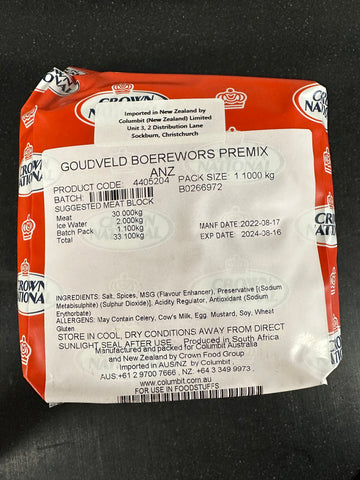 CROWN
NATIONAL
Imported in New Zealand by
Columbit (New Zealand) Limited
Unit 3, 2 Distribution Lane
Sockburn, Christchurch
CROWN
NATIONAL
GOUDVELD BOEREWORS PREMIX
ANZ
PRODUCT CODE: 4405204 PACK SIZE: 1.1000 kg
BATCH: B0266972
SUGGESTED MEAT BLOCK
Meat 30.000kg
Ice Water 2.000kg
Batch Pack 1.100kg
Total 33.100kg
MANF DATE:2022-08-17
EXP DATE :2024-08-16
INGREDIENTS: Salt, Spices, MSG (Flavour Enhancer), Preservative [(Sodium
Metabisulphite) (Sulphur Dioxide)], Acidity Regulator, Antioxidant (Sodium
Erythorbate)
ALLERGENS: May Contain Celery, Cow's Milk, Egg, Mustard, Soy, Wheat
Gluten.
STORE IN COOL, DRY CONDITIONS AWAY FROM DIRECT
SUNLIGHT SEAL AFTER USE Produced in South Africa
Manufactured and packed for Columbit Australia
and New Zealand by Crown Food Group
Imported in AUS/NZ by Columbit
AUS:+61 2 9700 7666, NZ: +64 3 349 9973
www.columbit.com.au
FOR USE IN FOODSTUFFS
CROWN
NATIONAL